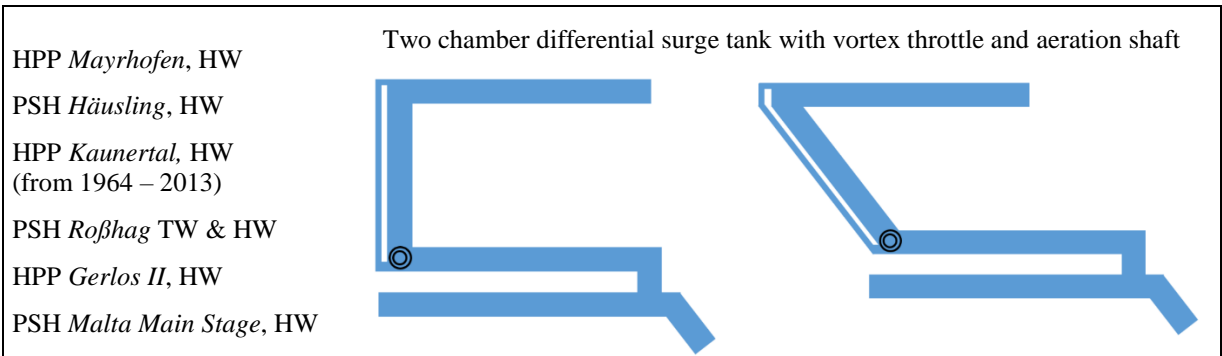 Two chamber differential surge tank with vortex throttle and aeration shaft
HPP Mayrhofen, HW
PSH Häusling, HW
HPP Kaunertal, HW
(from 1964 – 2013)
PSH Roßhag TW & HW
HPP Gerlos II, HW
PSH Malta Main Stage, HW